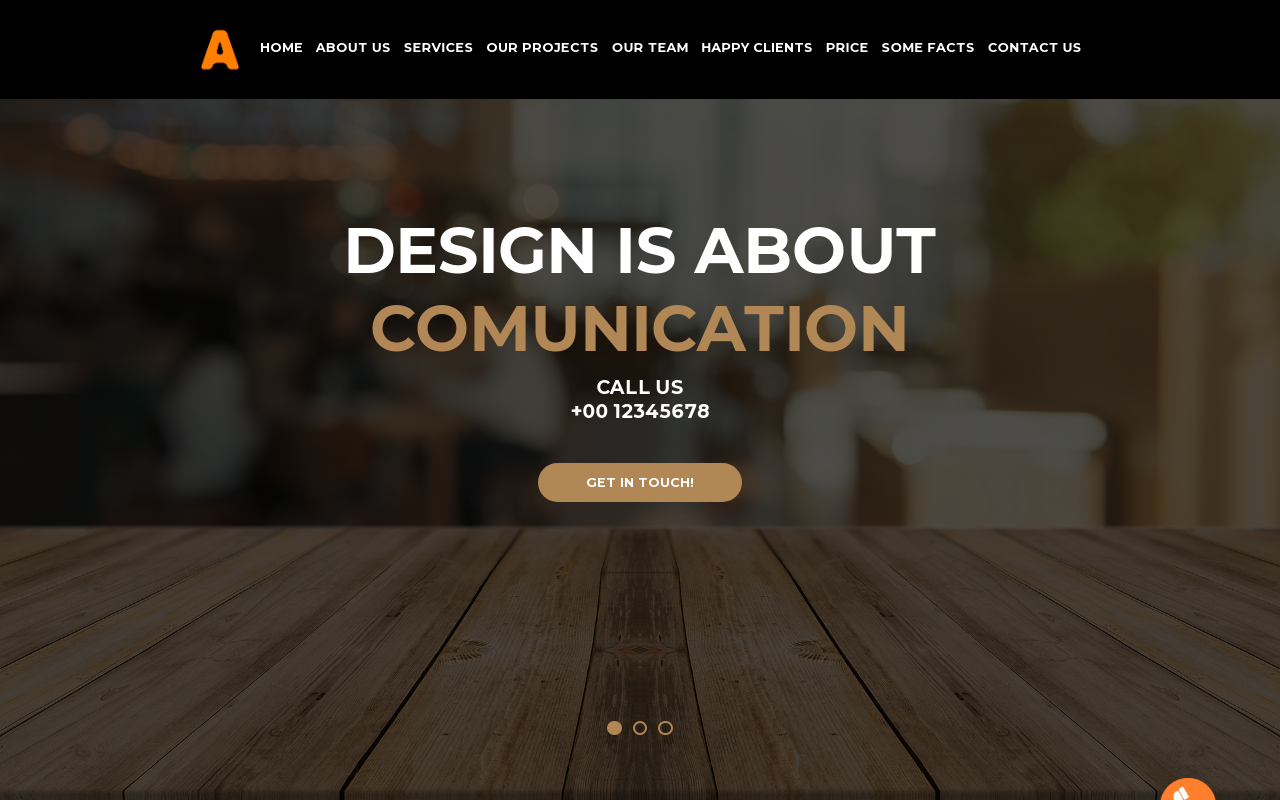 A
HOME ABOUT US SERVICES OUR PROJECTS OUR TEAM HAPPY CLIENTS PRICE SOME FACTS CONTACT US
DESIGN IS ABOUT
COMUNICATION
CALL US
+00 12345678
GET IN TOUCH!